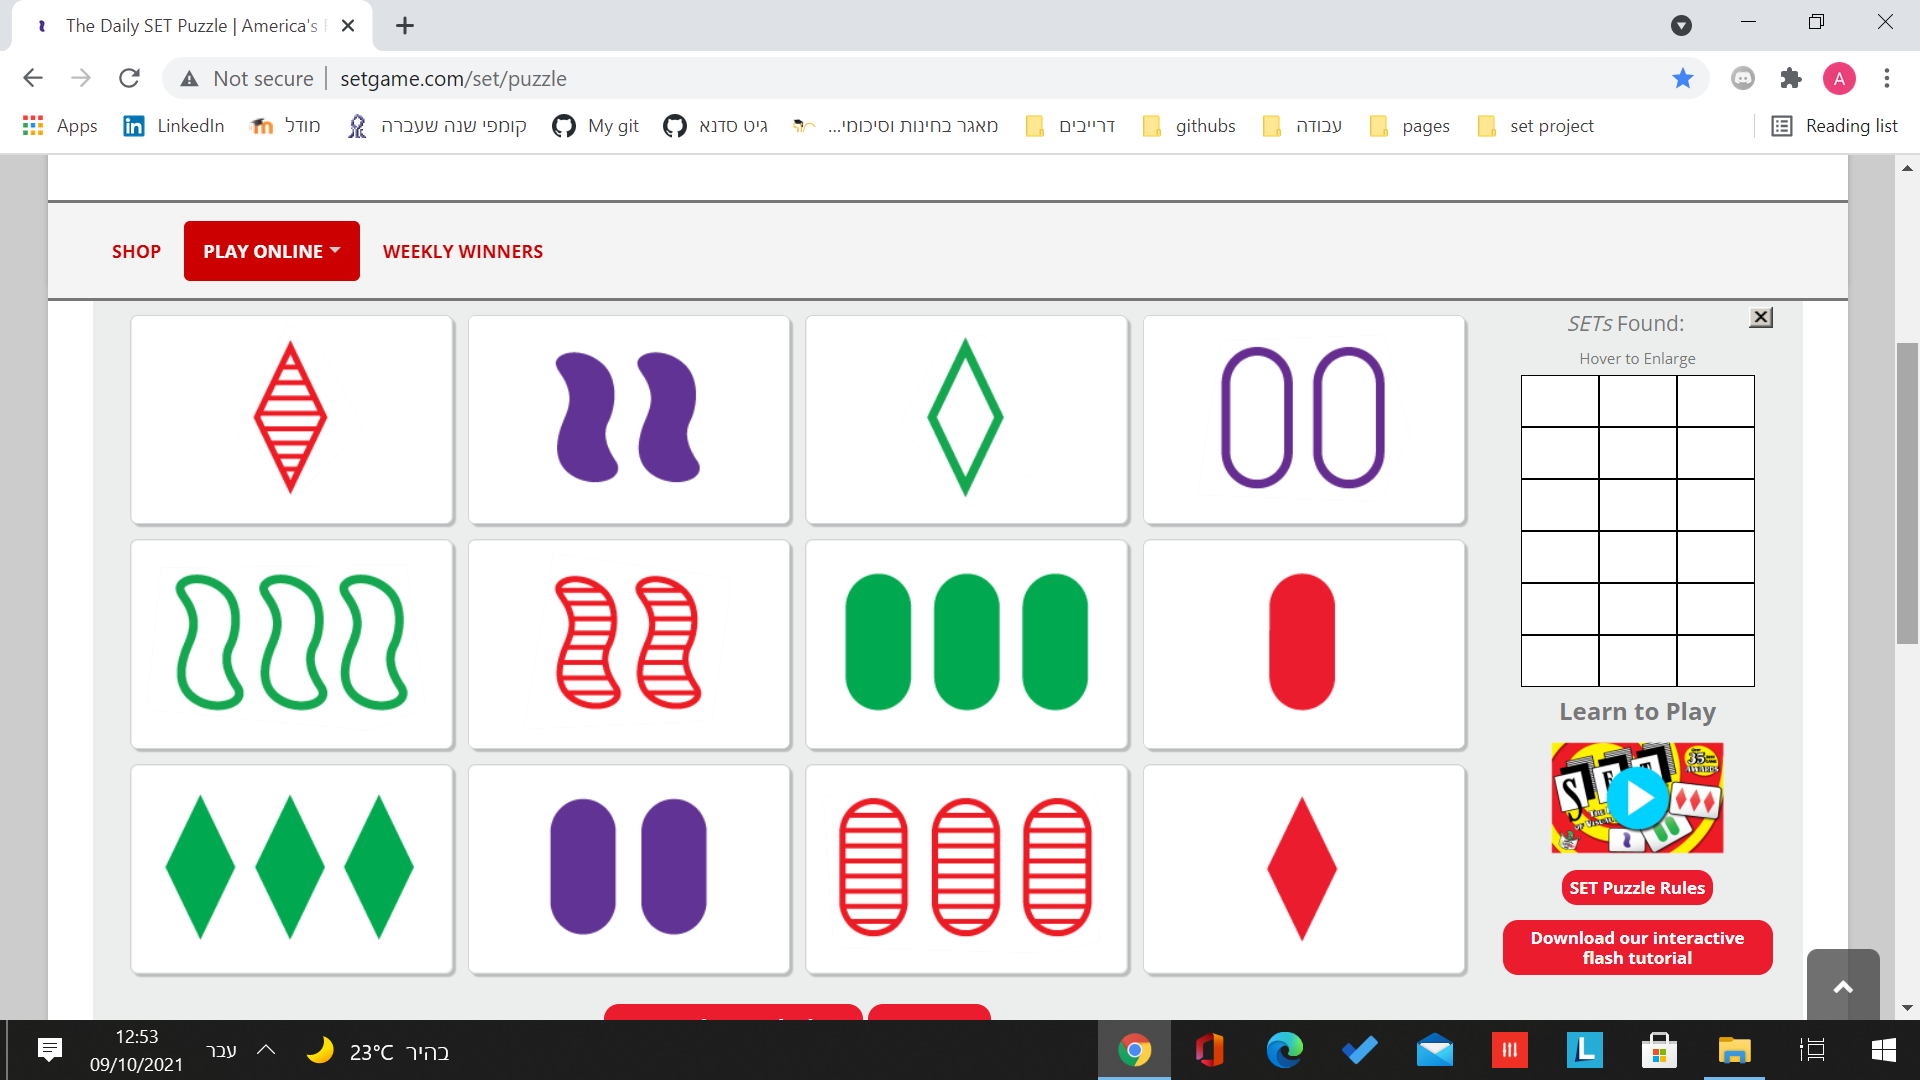 The Daily SET Puzzle | America's
Not secure | setgame.com/set/puzzle
A
Apps
LinkedIn
מודל
קומפי שנה שעברה
My git
גיט סדנא
מאגר בחינות וסיכומי...
דרייבים
githubs
עבודה
pages
set project
Reading list
SHOP
PLAY ONLINE
WEEKLY WINNERS
SETs Found:
Hover to Enlarge
Learn to Play
SET
SET Puzzle Rules
Download our interactive
flash tutorial
12:53
09/10/2021
עבר
23°C בהיר
L